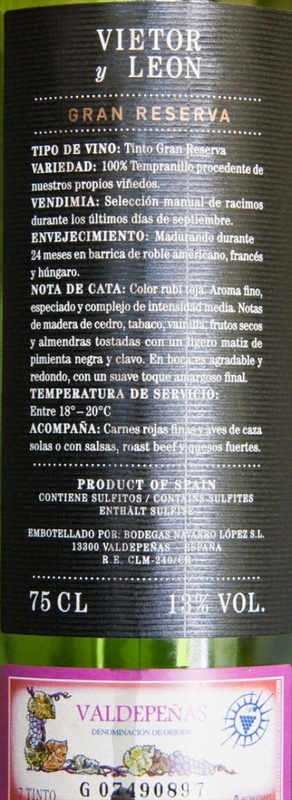 VIETOR
y LEON
GRAN RESERVA
TIPO DE VINO: Tinto Gran Reserva
VARIEDAD: 100% Tempranillo procedente de
nuestros propios viñedos.
VENDIMIA: Selección manual de racimos
durante los últimos días de septiembre.
ENVEJECIMIENTO: Madurando durante
24 meses en barrica de roble américano, francés
y húngaro.
NOTA DE CATA: Color rubí teja. Aroma fino,
especiado y complejo de intensidad media. Notas
de madera de cedro, tabaco, vainilla, frutos secos
y almendras tostadas con un ligero matiz de
pimienta negra y clavo. En boca es agradable y
redondo, con un suave toque amargoso final.
TEMPERATURA DE SERVICIO:
Entre 18°–20°C
ACOMPAÑA: Carnes rojas finas y aves de caza
solas o con salsas, roast beef y quesos fuertes.
PRODUCT OF SPAIN
CONTIENE SULFITOS / CONTAINS SULFITES
ENTHÄLT SULFITE
EMBOTELLADO POR: BODEGAS NAVARRO LÓPEZ S.L.
13300 VALDEPEÑAS - ESPAÑA
R.E. CLM-240/CR
75 CL 13% VOL.
VALDEPEÑAS
DENOMINACIÓN DE ORIGEN
TINTO G 07490897